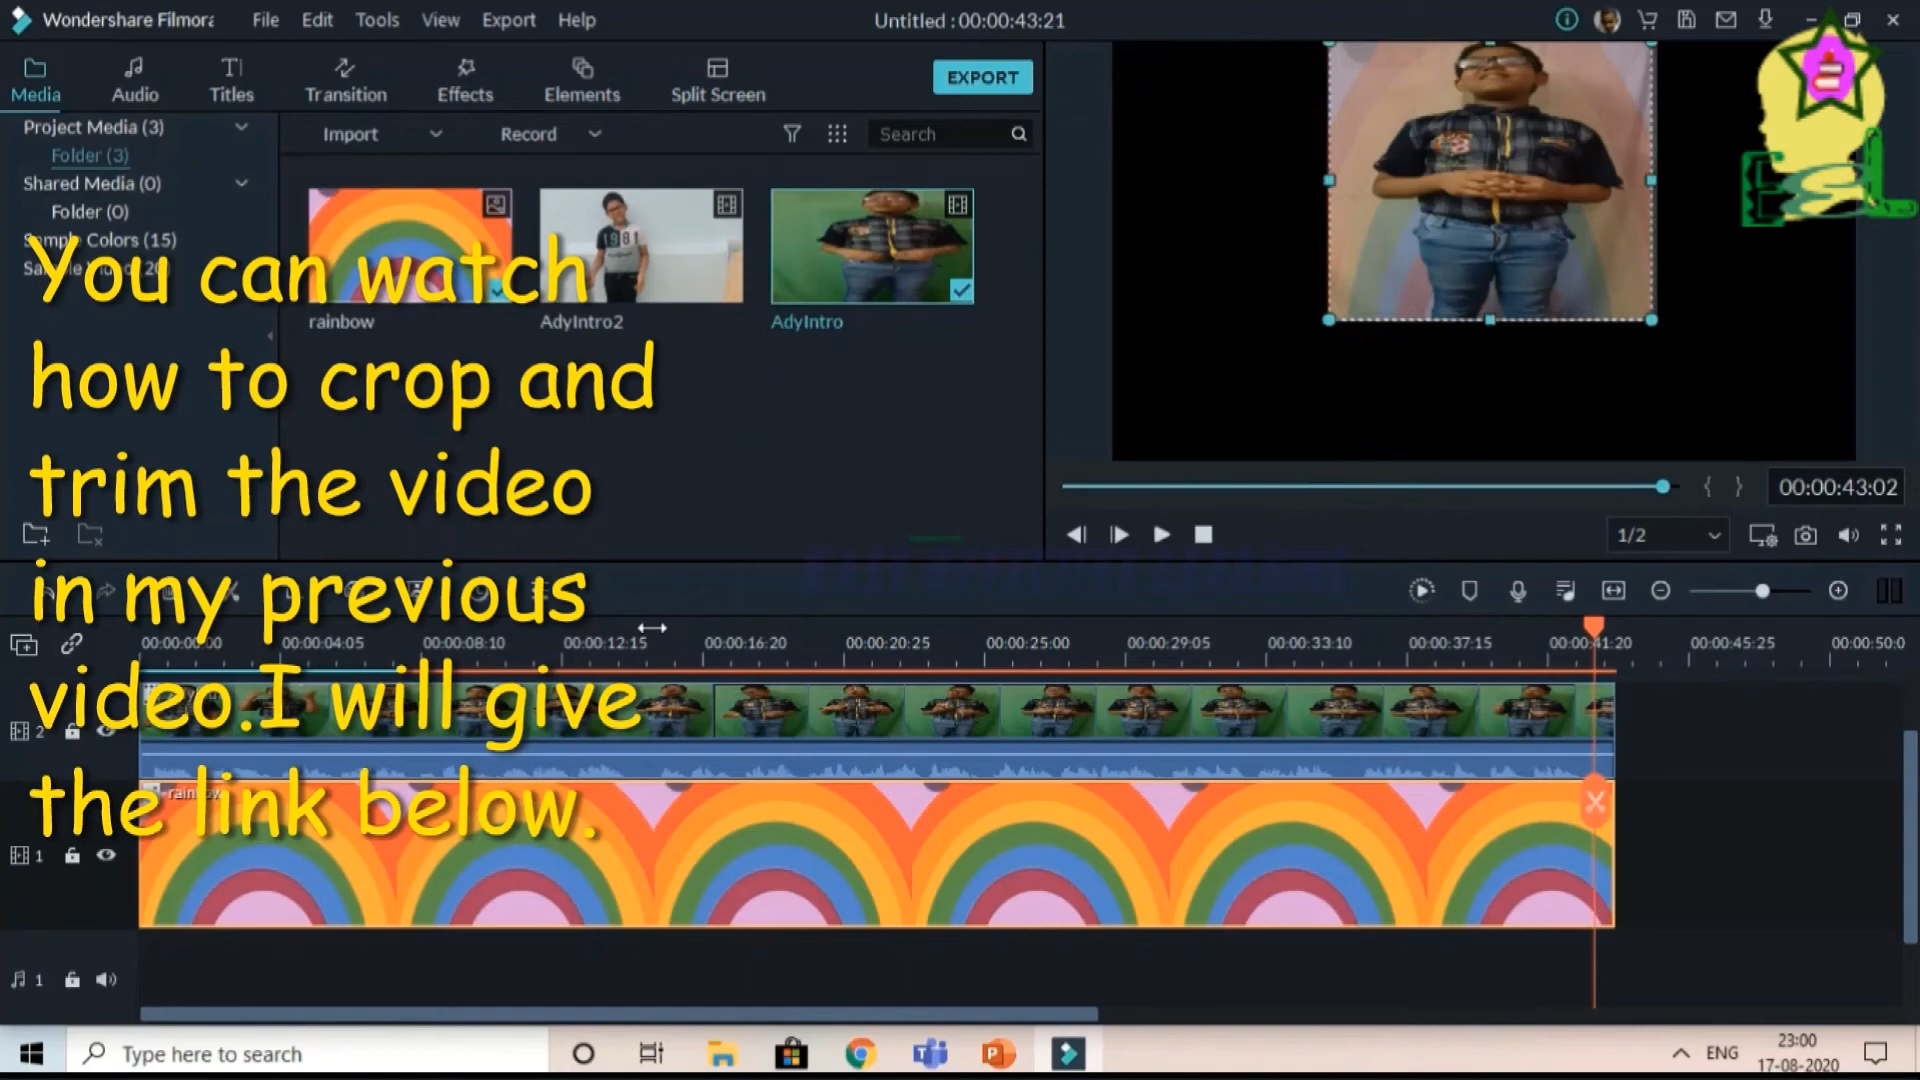 Wondershare Filmora
File Edit Tools View Export Help
Untitled : 00:00:43:21
Media Audio Titles Transition Effects Elements Split Screen
EXPORT
Project Media (3)
Folder (3)
Shared Media (0)
Folder (0)
Sample Colors (15)
Import Record Search
rainbow AdyIntro2 AdyIntro
1981
You can watch
how to crop and
trim the video
in my previous
video.I will give
the link below.
00:00:43:02
1/2
00:00:00:00 00:00:04:05 00:00:08:10 00:00:12:15 00:00:16:20 00:00:20:25 00:00:25:00 00:00:29:05 00:00:33:10 00:00:37:15 00:00:41:20 00:00:45:25 00:00:50:0
2
rainbow
1
1
Type here to search
ENG
23:00
17-08-2020